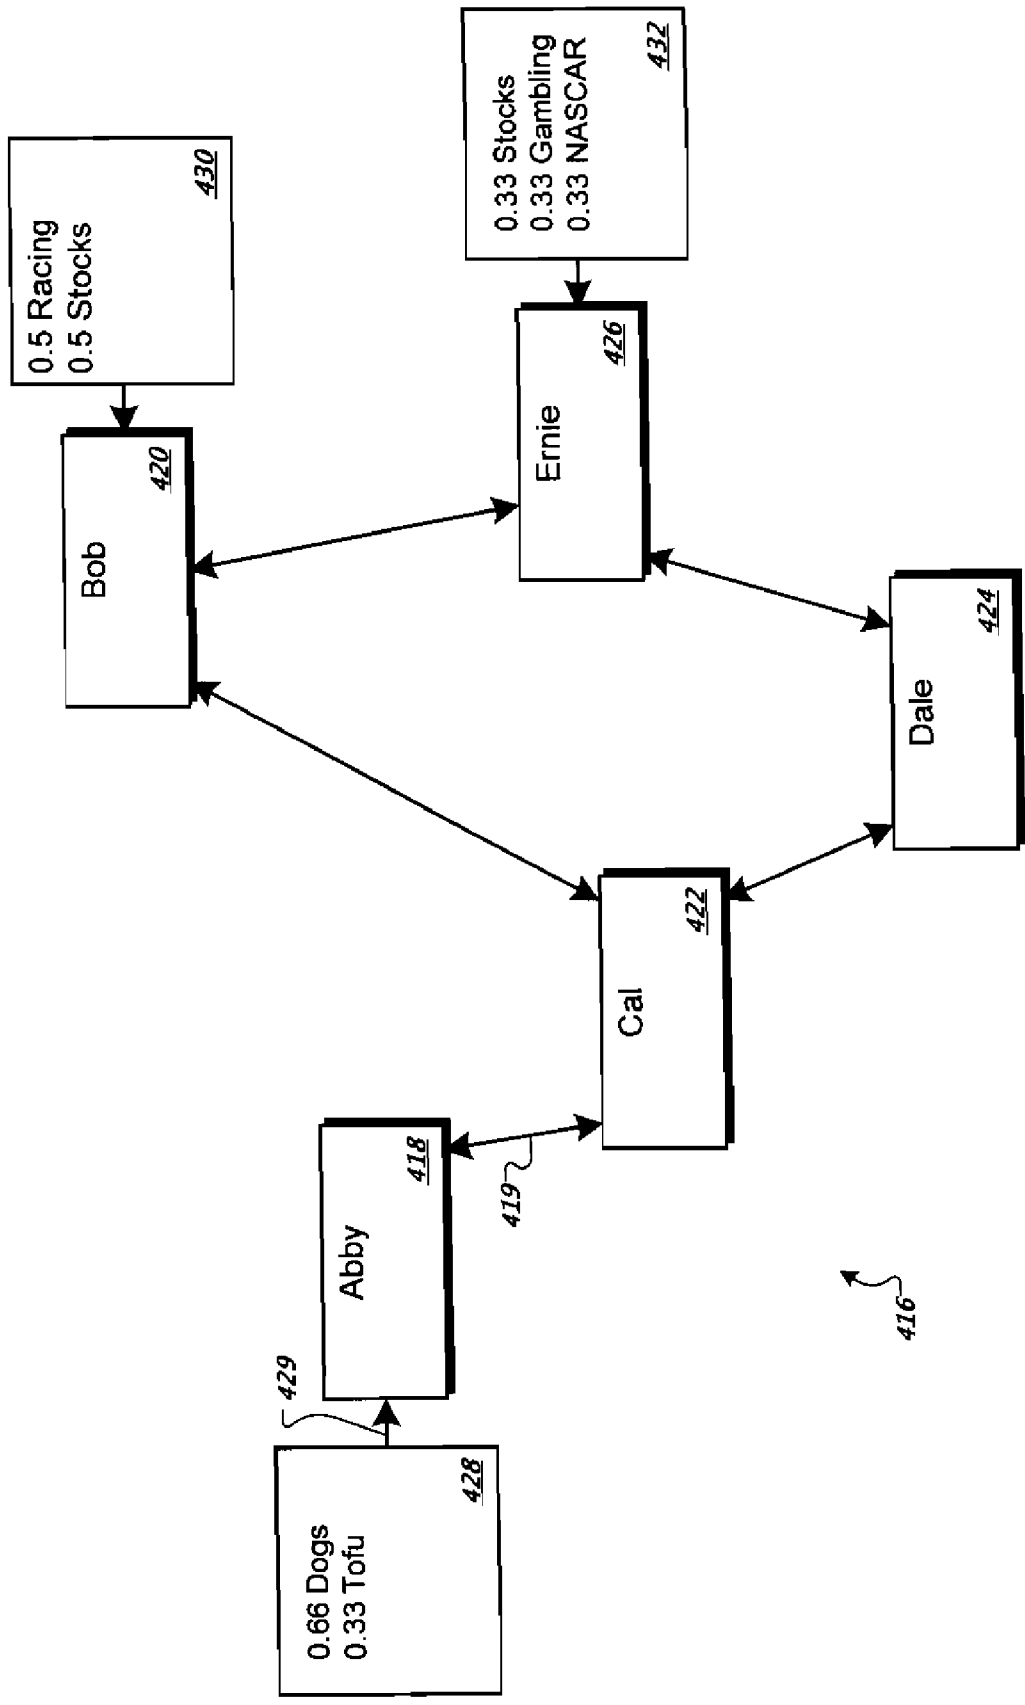 0.5 Racing
0.5 Stocks
430
0.33 Stocks
0.33 Gambling
0.33 NASCAR
432
Bob
420
Ernie
426
Dale
424
Cal
422
Abby
418
419
429
0.66 Dogs
0.33 Tofu
428
416